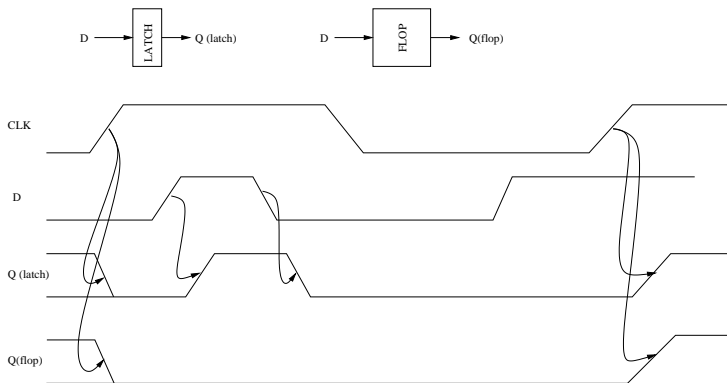 D
LATCH
Q (latch)
D
FLOP
Q(flop)
CLK
D
Q (latch)
Q(flop)